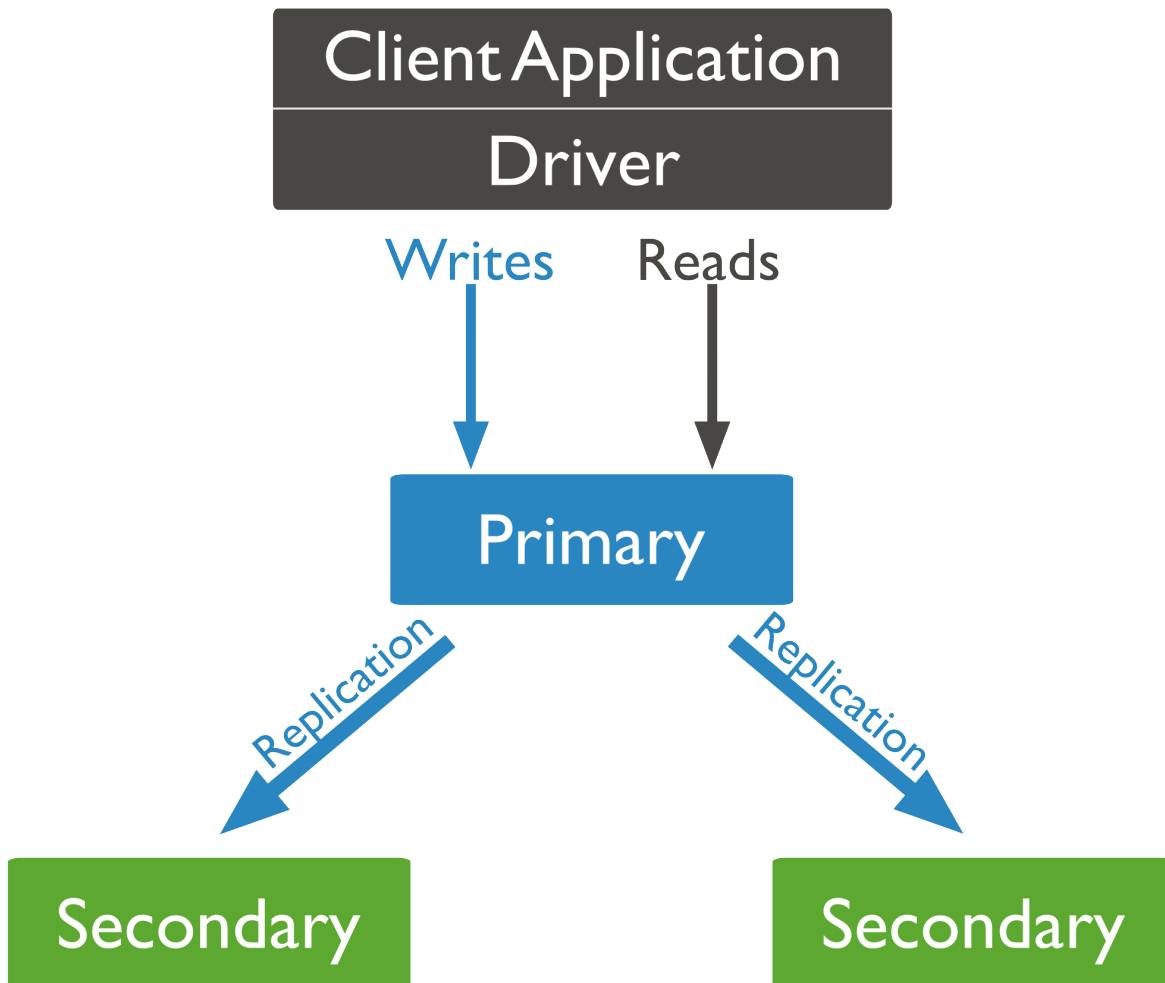 Client Application
Driver
Writes
Reads
Primary
Replication
Replication
Secondary
Secondary